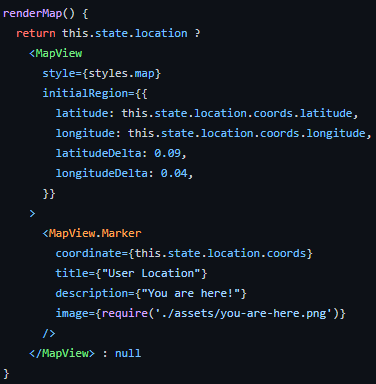 renderMap() {
  return this.state.location ?
    <MapView
      style={styles.map}
      initialRegion={{
        latitude: this.state.location.coords.latitude,
        longitude: this.state.location.coords.longitude,
        latitudeDelta: 0.09,
        longitudeDelta: 0.04,
      }}
    >
      <MapView.Marker
        coordinate={this.state.location.coords}
        title={"User Location"}
        description={"You are here!"}
        image={require('./assets/you-are-here.png')}
      />
    </MapView> : null
}